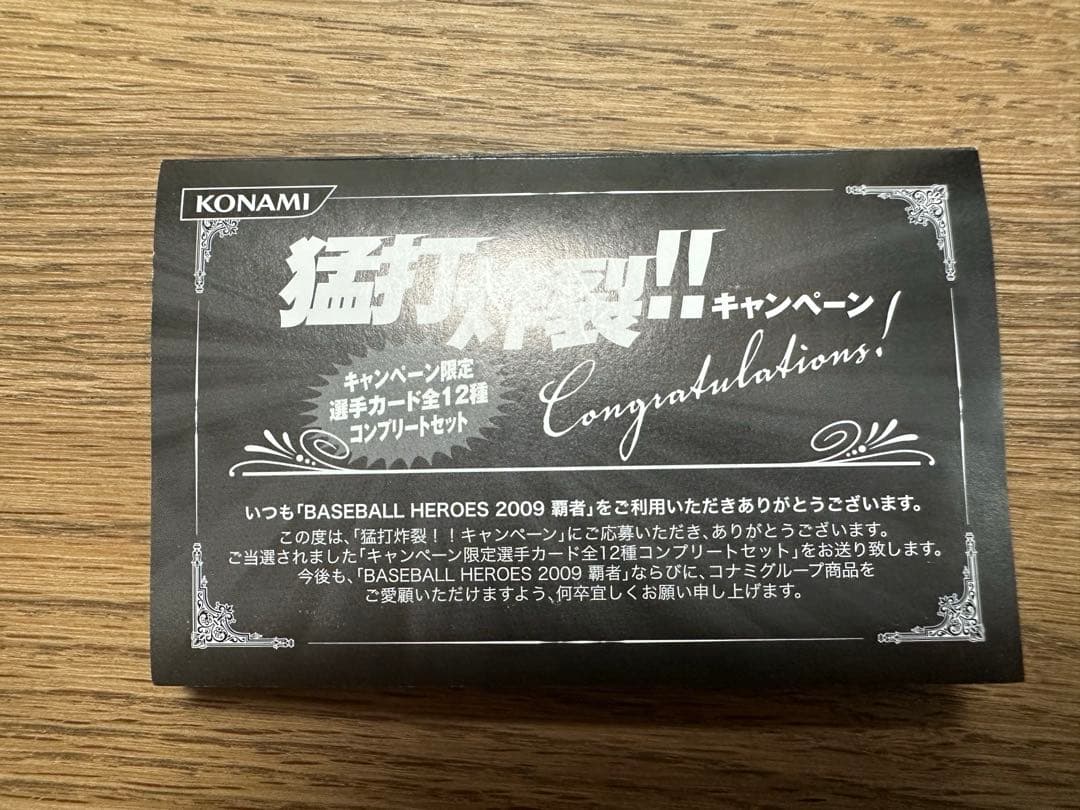 KONAMI
猛打炸裂!!キャンペーン
Congratulations!
キャンペーン限定
選手カード全12種
コンプリートセット
いつも「BASEBALL HEROES 2009 覇者」をご利用いただきありがとうございます。
この度は、「猛打炸裂！！キャンペーン」にご応募いただき、ありがとうございます。
ご当選されました「キャンペーン限定選手カード全12種コンプリートセット」をお送り致します。
今後も、「BASEBALL HEROES 2009 覇者」ならびに、コナミグループ商品を
ご愛顧いただけますよう、何卒宜しくお願い申し上げます。